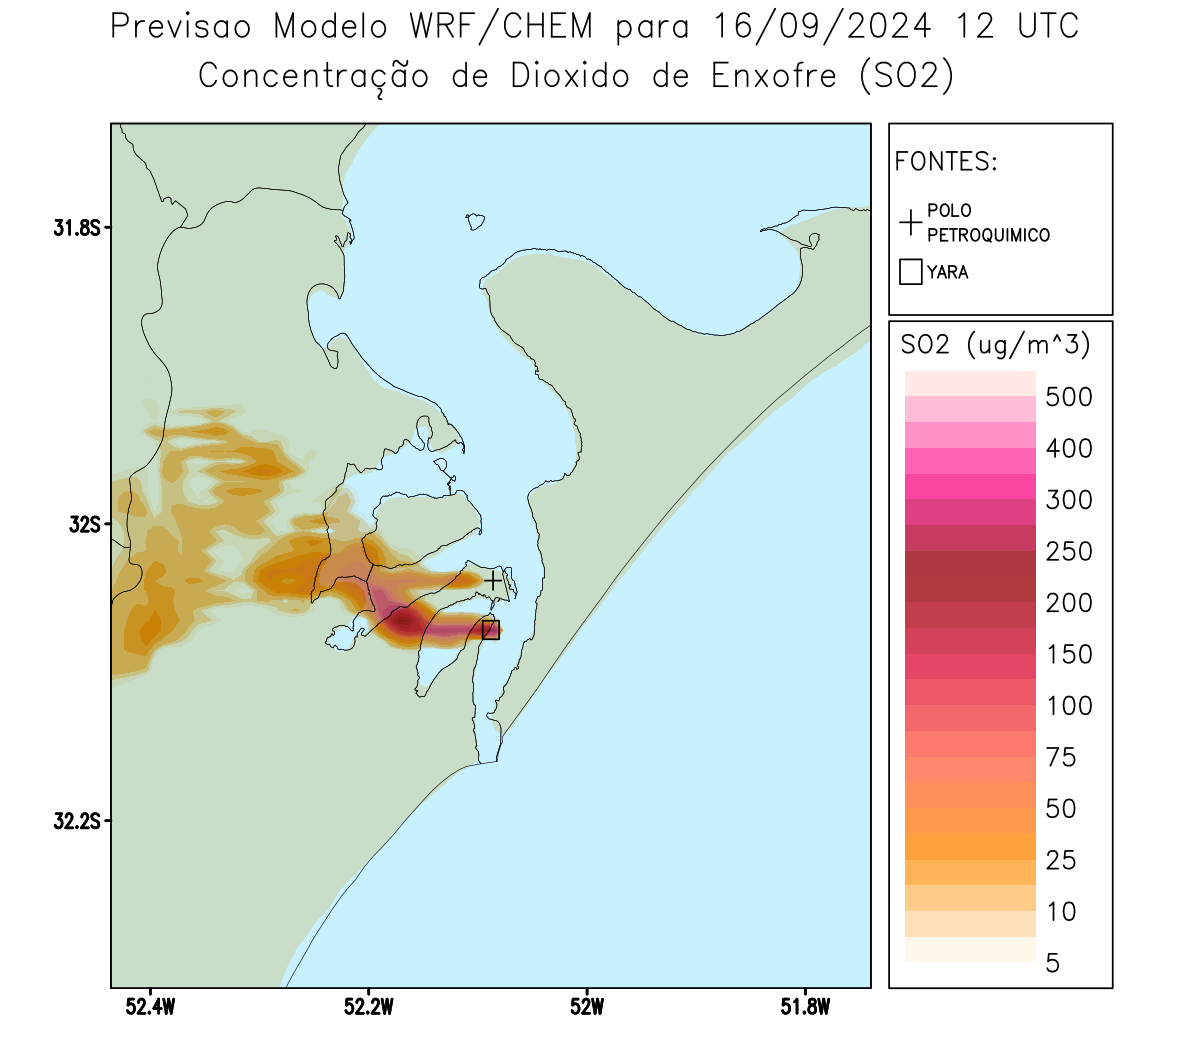 Previsao Modelo WRF/CHEM para 16/09/2024 12 UTC
Concentração de Dioxido de Enxofre (SO2)
FONTES:
POLO
PETROQUIMICO
YARA
SO2 (ug/m^3)
500
400
300
250
200
150
100
75
50
25
10
5
31.8S
32S
32.2S
52.4W
52.2W
52W
51.8W